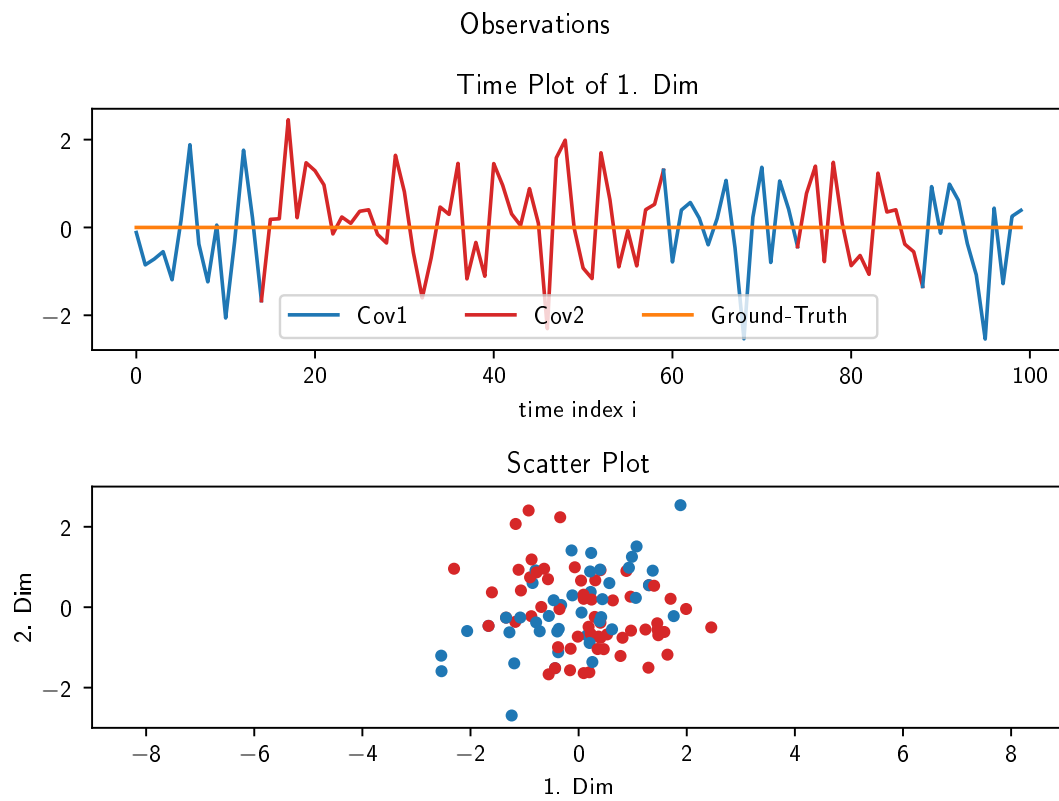 Observations
Time Plot of 1. Dim
2
0
−2
Cov1 Cov2 Ground-Truth
0 20 40 60 80 100
time index i
Scatter Plot
2
0
−2
2. Dim
−8 −6 −4 −2 0 2 4 6 8
1. Dim